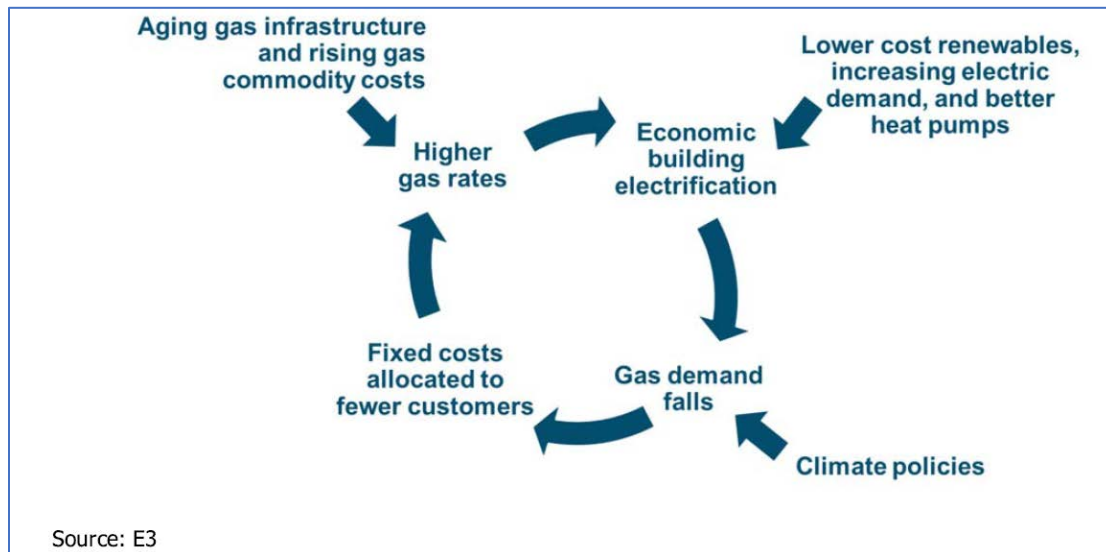 Aging gas infrastructure
and rising gas
commodity costs
Lower cost renewables,
increasing electric
demand, and better
heat pumps
Higher
gas rates
Economic
building
electrification
Fixed costs
allocated to
fewer customers
Gas demand
falls
Climate policies
Source: E3